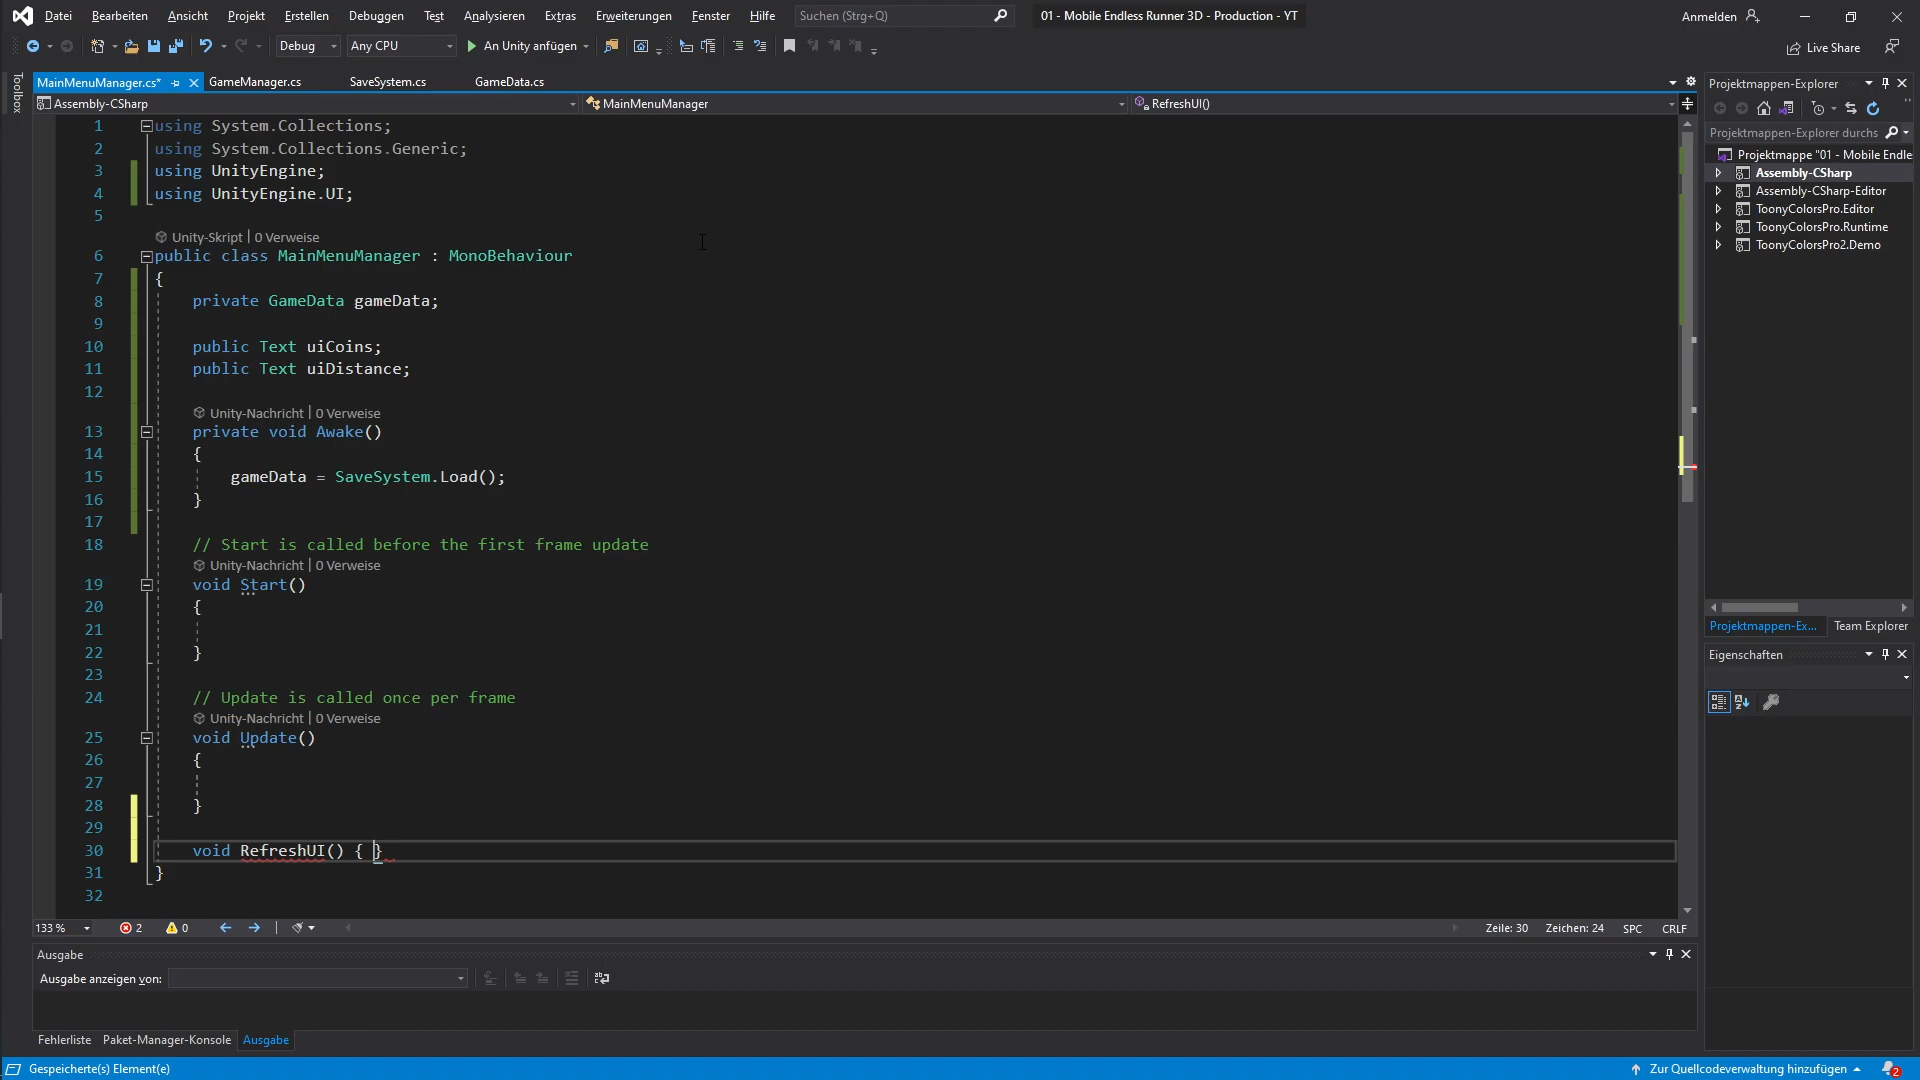 Datei Bearbeiten Ansicht Projekt Erstellen Debuggen Test Analysieren Extras Erweiterungen Fenster Hilfe Suchen (Strg+Q) 01 - Mobile Endless Runner 3D - Production - YT Anmelden
Debug Any CPU An Unity anfügen Live Share
Toolbox
MainMenuManager.cs* GameManager.cs SaveSystem.cs GameData.cs
Assembly-CSharp MainMenuManager RefreshUI()
1 using System.Collections;
2 using System.Collections.Generic;
3 using UnityEngine;
4 using UnityEngine.UI;
5
Unity-Skript | 0 Verweise
6 public class MainMenuManager : MonoBehaviour
7 {
8 private GameData gameData;
9
10 public Text uiCoins;
11 public Text uiDistance;
12
Unity-Nachricht | 0 Verweise
13 private void Awake()
14 {
15 gameData = SaveSystem.Load();
16 }
17
18 // Start is called before the first frame update
Unity-Nachricht | 0 Verweise
19 void Start()
20 {
21
22 }
23
24 // Update is called once per frame
Unity-Nachricht | 0 Verweise
25 void Update()
26 {
27
28 }
29
30 void RefreshUI() { }
31 }
32
133 % 2 0 Zeile: 30 Zeichen: 24 SPC CRLF
Ausgabe
Ausgabe anzeigen von:
Fehlerliste Paket-Manager-Konsole Ausgabe
Gespeicherte(s) Element(e) Zur Quellcodeverwaltung hinzufügen 2
Projektmappen-Explorer
Projektmappen-Explorer durchs
Projektmappe "01 - Mobile Endle
Assembly-CSharp
Assembly-CSharp-Editor
ToonyColorsPro.Editor
ToonyColorsPro.Runtime
ToonyColorsPro2.Demo
Projektmappen-Ex... Team Explorer
Eigenschaften